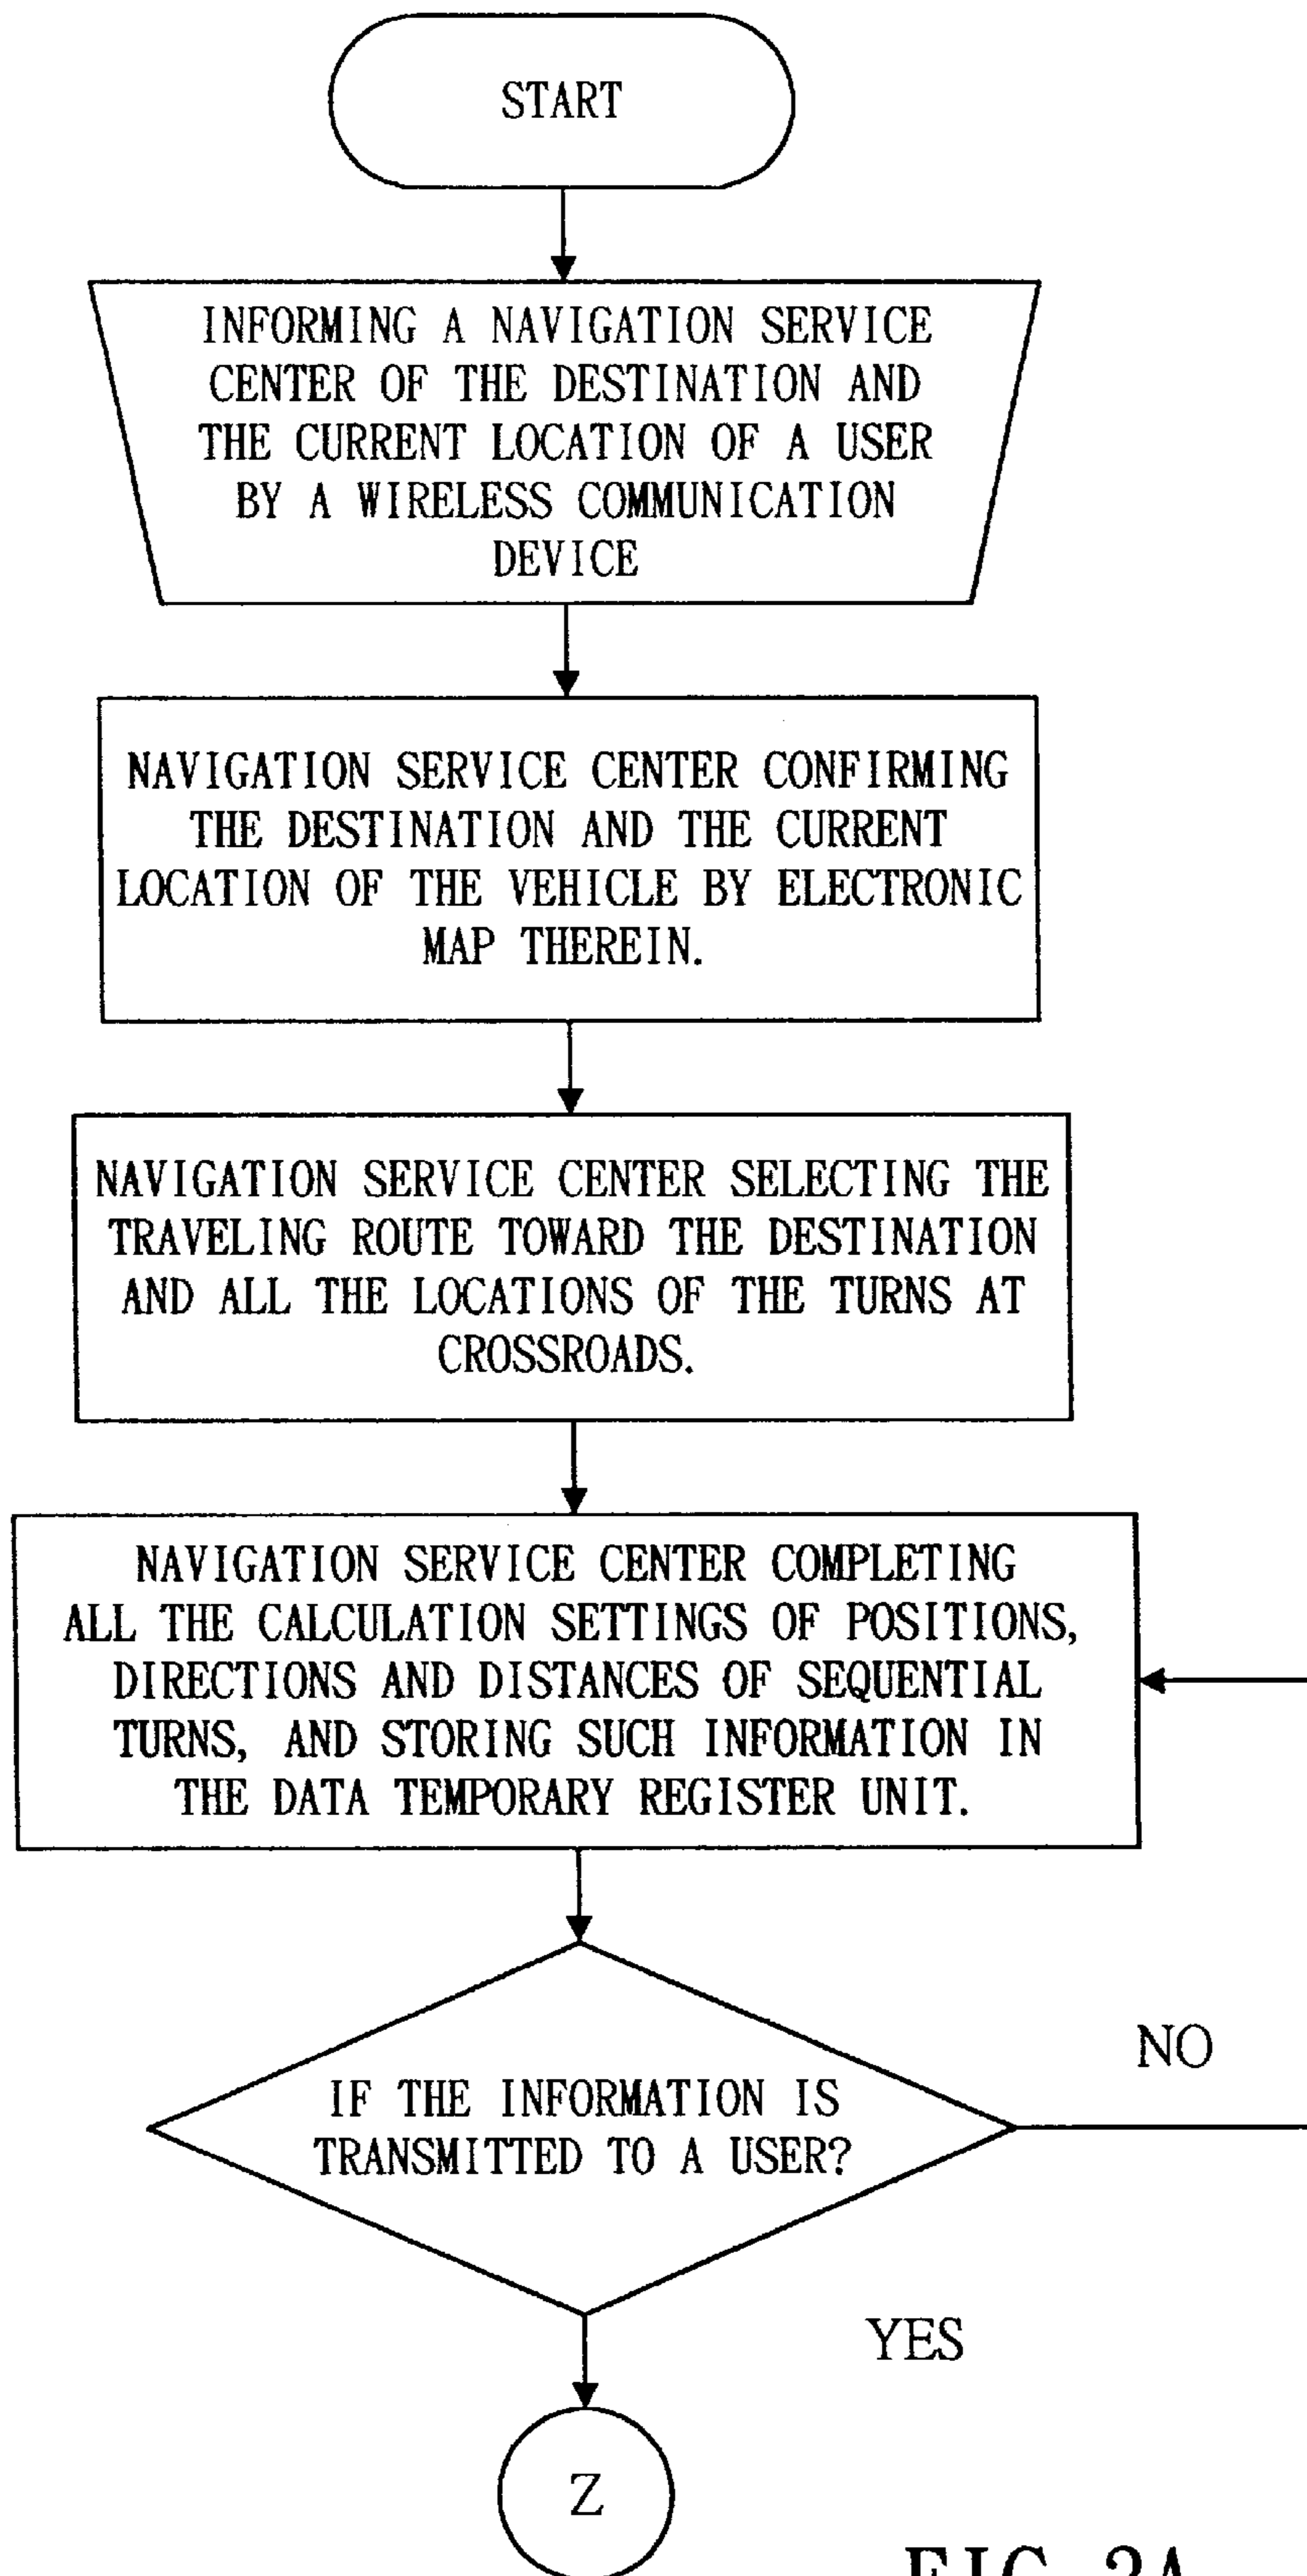 START
INFORMING A NAVIGATION SERVICE
CENTER OF THE DESTINATION AND
THE CURRENT LOCATION OF A USER
BY A WIRELESS COMMUNICATION
DEVICE
NAVIGATION SERVICE CENTER CONFIRMING
THE DESTINATION AND THE CURRENT
LOCATION OF THE VEHICLE BY ELECTRONIC
MAP THEREIN.
NAVIGATION SERVICE CENTER SELECTING THE
TRAVELING ROUTE TOWARD THE DESTINATION
AND ALL THE LOCATIONS OF THE TURNS AT
CROSSROADS.
NAVIGATION SERVICE CENTER COMPLETING
ALL THE CALCULATION SETTINGS OF POSITIONS,
DIRECTIONS AND DISTANCES OF SEQUENTIAL
TURNS, AND STORING SUCH INFORMATION IN
THE DATA TEMPORARY REGISTER UNIT.
NO
IF THE INFORMATION IS
TRANSMITTED TO A USER?
YES
Z
FIG 2A